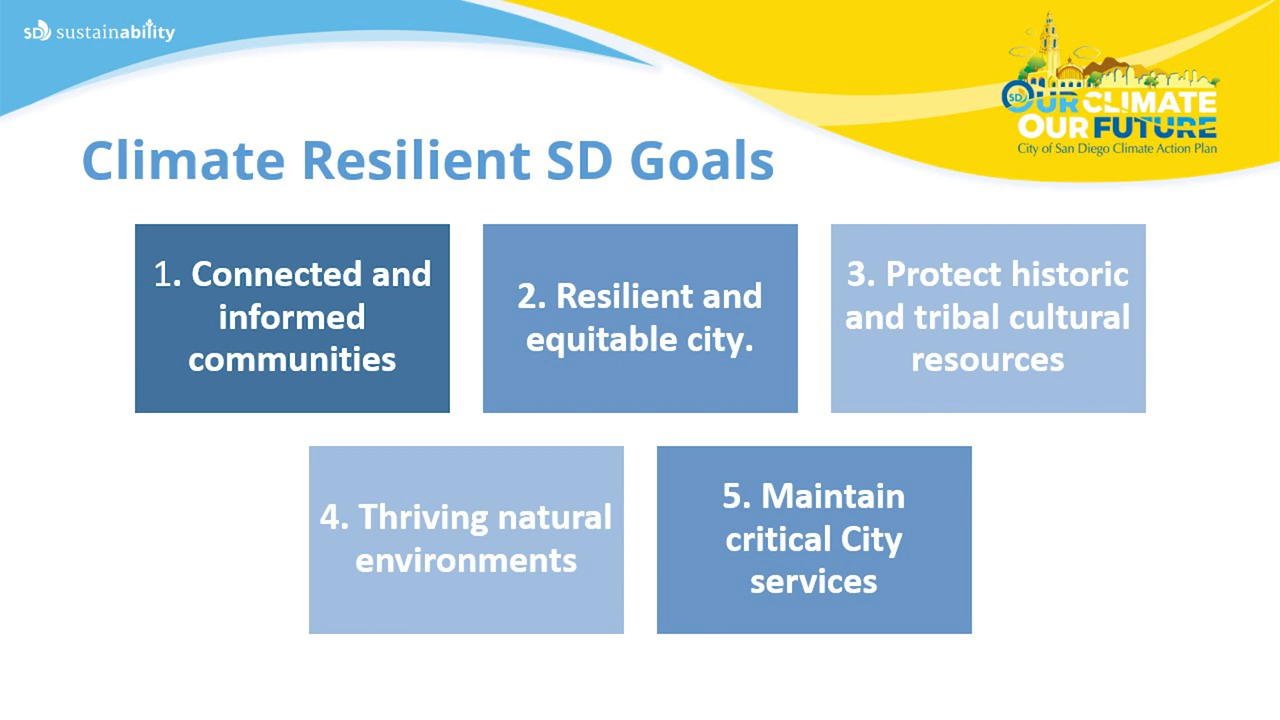 SD sustainability
SD
OUR CLIMATE
OUR FUTURE
City of San Diego Climate Action Plan
Climate Resilient SD Goals
1. Connected and
informed
communities
2. Resilient and
equitable city.
3. Protect historic
and tribal cultural
resources
4. Thriving natural
environments
5. Maintain
critical City
services